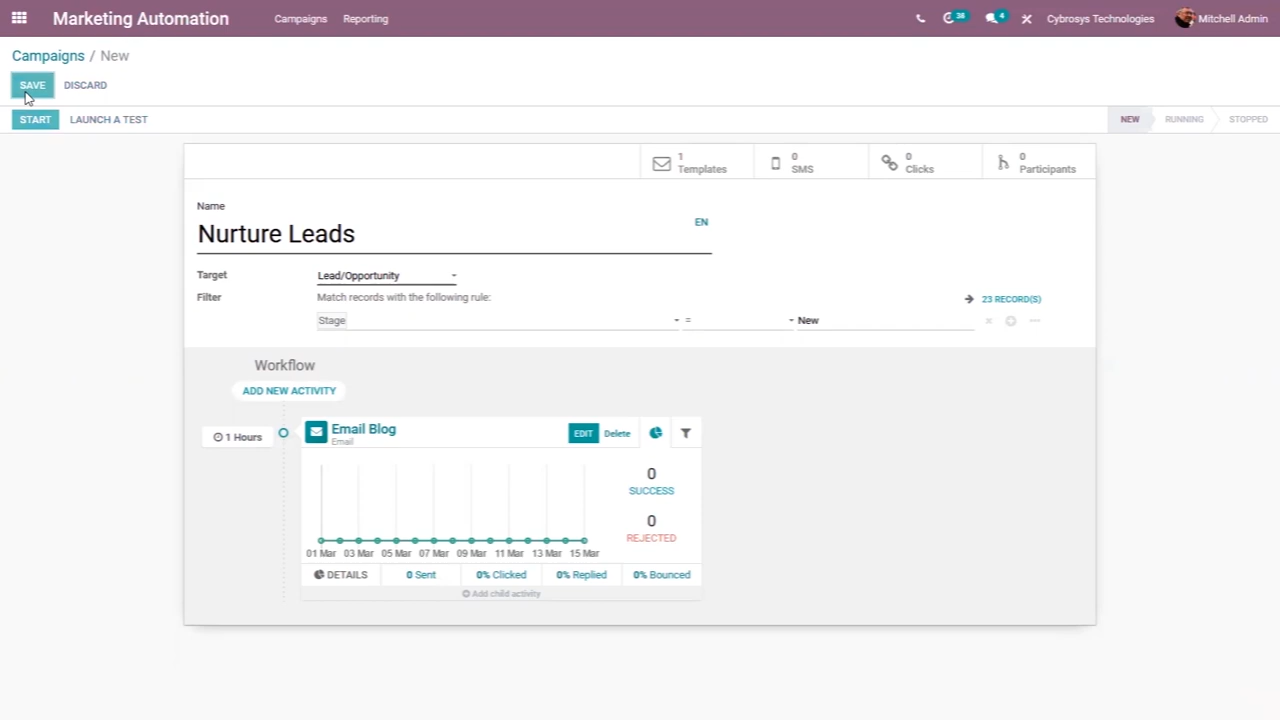 Marketing Automation Campaigns Reporting 36 4 Cybrosys Technologies Mitchell Admin
Campaigns / New
SAVE DISCARD
START LAUNCH A TEST NEW RUNNING STOPPED
1 Templates 0 SMS 0 Clicks 0 Participants
Name
Nurture Leads EN
Target Lead/Opportunity
Filter Match records with the following rule: 23 RECORD(S)
Stage = New
Workflow
ADD NEW ACTIVITY
1 Hours Email Blog EDIT Delete
Email
0
SUCCESS
0
REJECTED
01 Mar 03 Mar 05 Mar 07 Mar 09 Mar 11 Mar 13 Mar 15 Mar
DETAILS 0 Sent 0% Clicked 0% Replied 0% Bounced
Add child activity